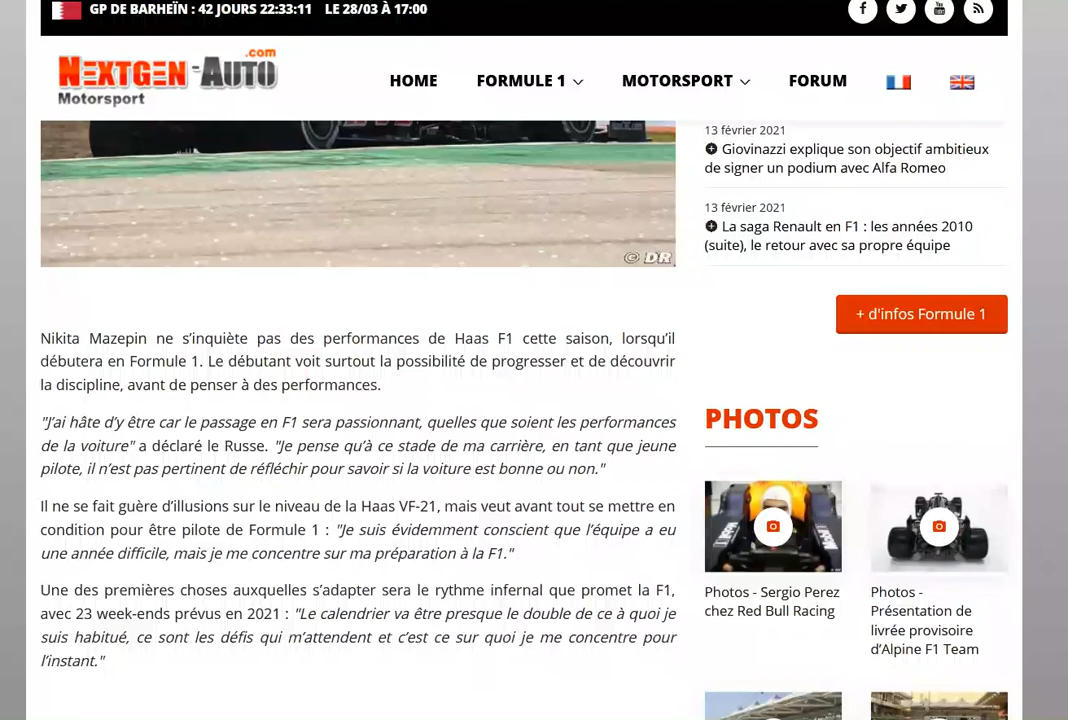 GP DE BARHEÏN : 42 JOURS 22:33:11 LE 28/03 À 17:00
NEXTGEN-AUTO.com
Motorsport
HOME FORMULE 1 MOTORSPORT FORUM
13 février 2021
Giovinazzi explique son objectif ambitieux
de signer un podium avec Alfa Romeo
13 février 2021
La saga Renault en F1 : les années 2010
(suite), le retour avec sa propre équipe
© DR
+ d'infos Formule 1
Nikita Mazepin ne s’inquiète pas des performances de Haas F1 cette saison, lorsqu’il
débutera en Formule 1. Le débutant voit surtout la possibilité de progresser et de découvrir
la discipline, avant de penser à des performances.
"J’ai hâte d’y être car le passage en F1 sera passionnant, quelles que soient les performances
de la voiture" a déclaré le Russe. "Je pense qu’à ce stade de ma carrière, en tant que jeune
pilote, il n’est pas pertinent de réfléchir pour savoir si la voiture est bonne ou non."
Il ne se fait guère d’illusions sur le niveau de la Haas VF-21, mais veut avant tout se mettre en
condition pour être pilote de Formule 1 : "Je suis évidemment conscient que l’équipe a eu
une année difficile, mais je me concentre sur ma préparation à la F1."
Une des premières choses auxquelles s’adapter sera le rythme infernal que promet la F1,
avec 23 week-ends prévus en 2021 : "Le calendrier va être presque le double de ce à quoi je
suis habitué, ce sont les défis qui m’attendent et c’est ce sur quoi je me concentre pour
l’instant."
PHOTOS
Photos - Sergio Perez
chez Red Bull Racing
Photos -
Présentation de
livrée provisoire
d’Alpine F1 Team